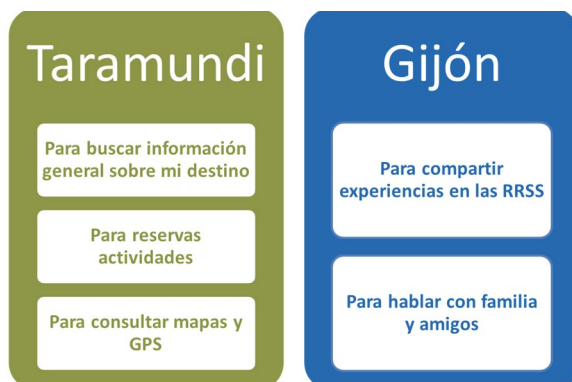 Taramundi
Para buscar información
general sobre mi destino
Para reservas
actividades
Para consultar mapas y
GPS
Gijón
Para compartir
experiencias en las RRSS
Para hablar con familia
y amigos